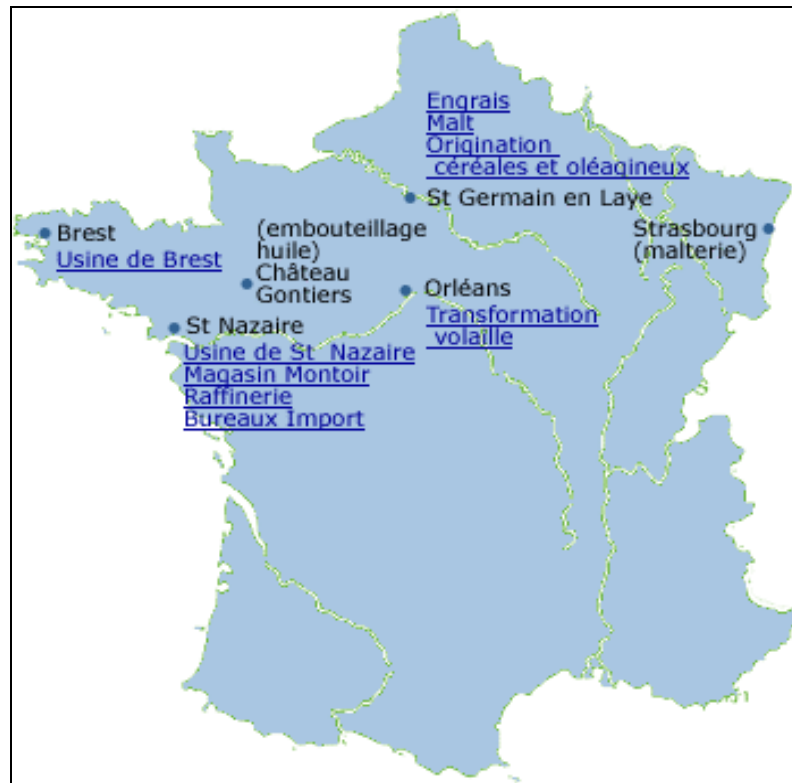 Engrais
Malt
Origination
céréales et oléagineux
St Germain en Laye
Brest
Usine de Brest
(embouteillage
huile)
Château
Gontiers
Strasbourg
(malterie)
Orléans
Transformation
volaille
St Nazaire
Usine de St Nazaire
Magasin Montoir
Raffinerie
Bureaux Import